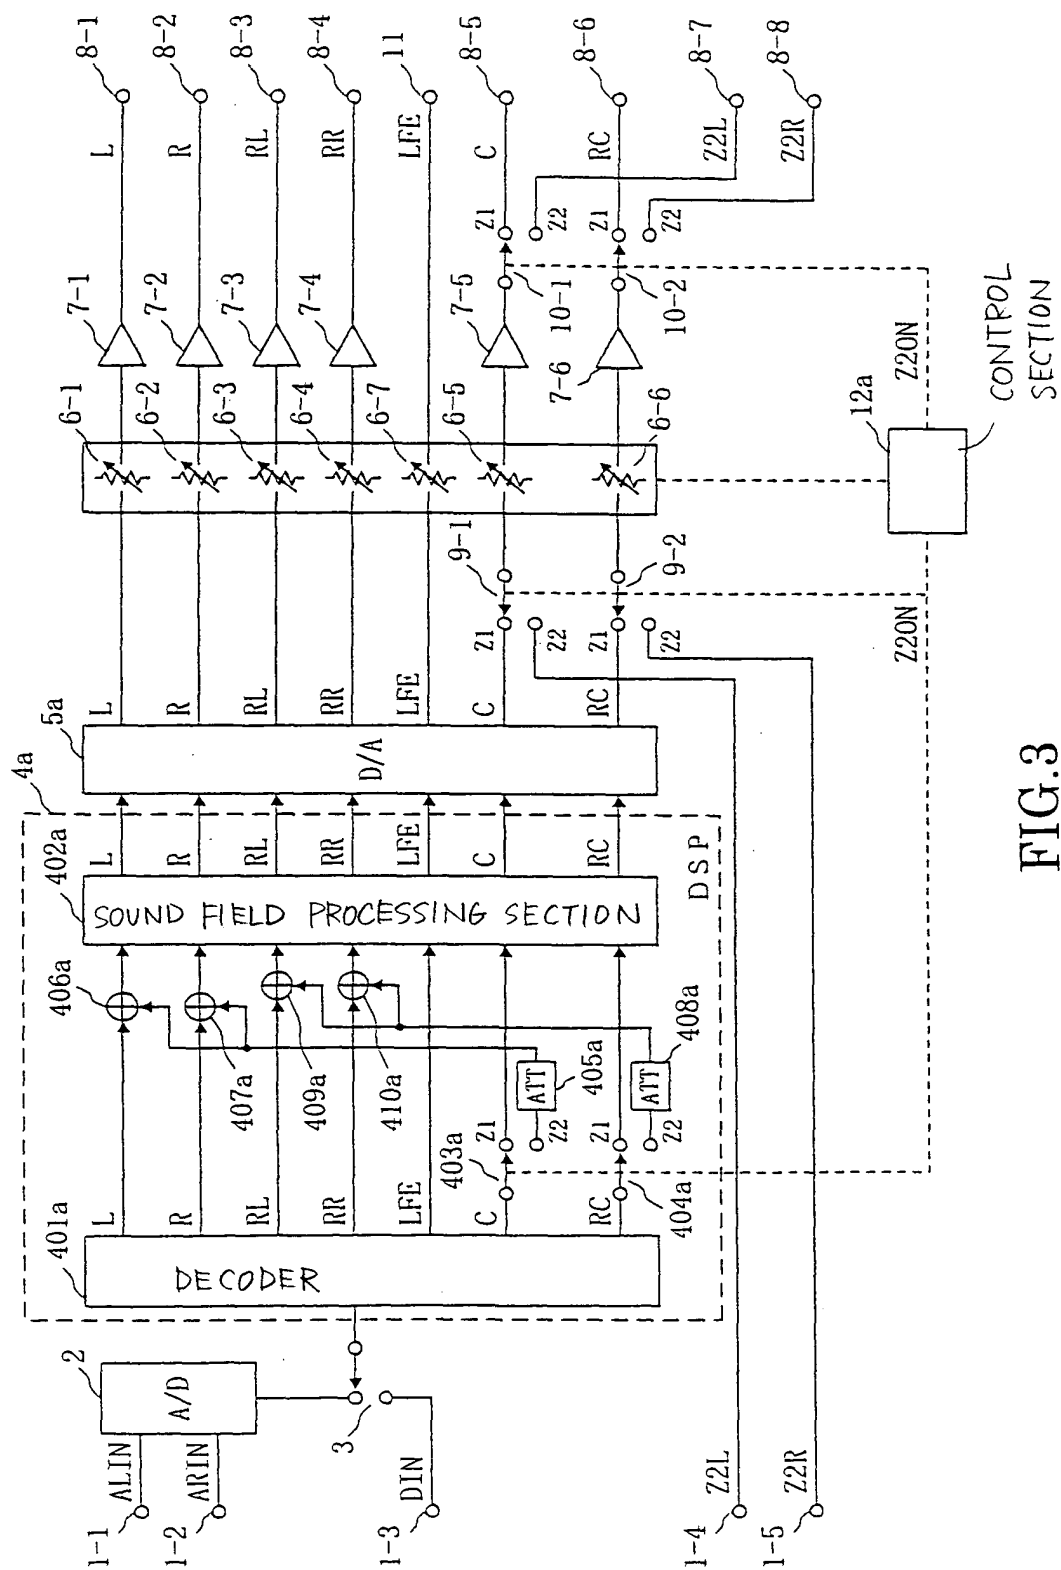 1-1
ALIN
1-2
ARIN
1-3
DIN
1-4
Z2L
1-5
Z2R
2
A/D
3
401a
DECODER
L
R
RL
RR
LFE
C
RC
403a
404a
Z1
Z2
Z1
Z2
ATT
405a
ATT
408a
406a
407a
409a
410a
402a
SOUND FIELD PROCESSING SECTION
DSP
4a
L
R
RL
RR
LFE
C
RC
5a
D/A
L
R
RL
RR
LFE
C
RC
Z1
Z2
Z1
Z2
9-1
9-2
Z2ON
6-1
6-2
6-3
6-4
6-7
6-5
6-6
12a
CONTROL
SECTION
7-1
7-2
7-3
7-4
7-5
7-6
10-1
10-2
Z2ON
Z1
Z2
Z1
Z2
L
R
RL
RR
LFE
C
RC
Z2L
Z2R
8-1
8-2
8-3
8-4
11
8-5
8-6
8-7
8-8
FIG.3